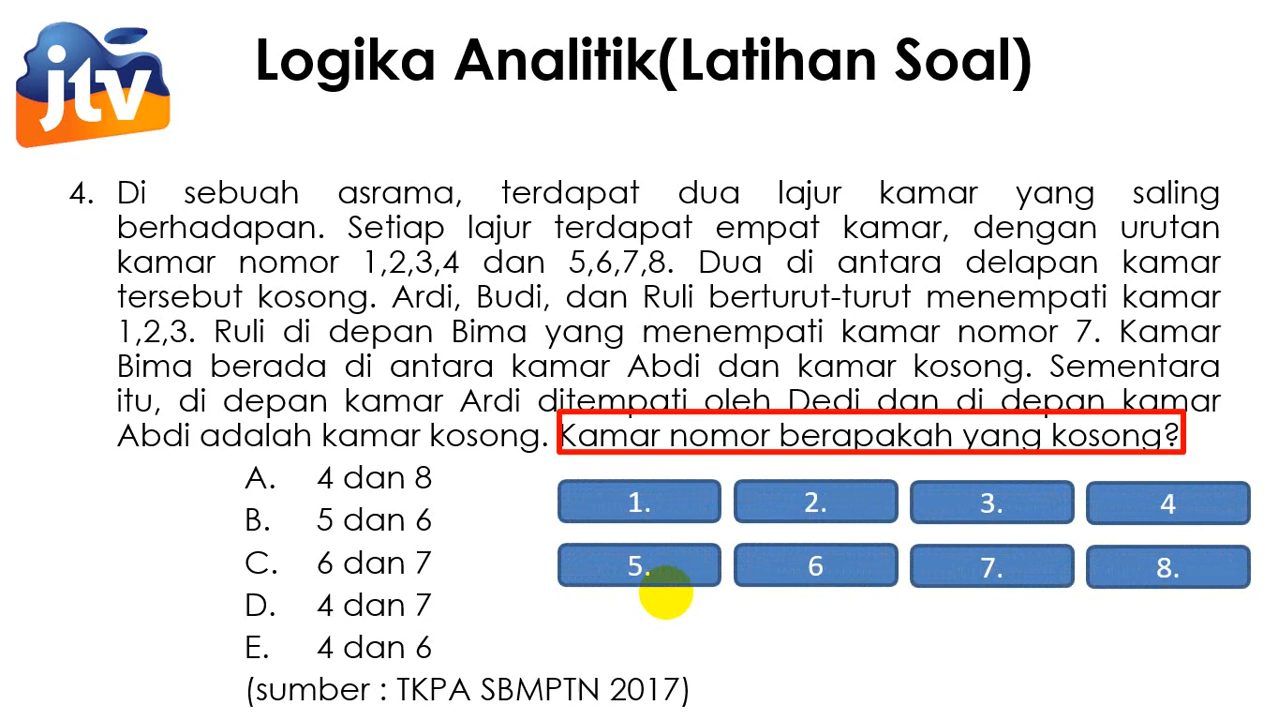 jtv
Logika Analitik(Latihan Soal)
4. Di sebuah asrama, terdapat dua lajur kamar yang saling
berhadapan. Setiap lajur terdapat empat kamar, dengan urutan
kamar nomor 1,2,3,4 dan 5,6,7,8. Dua di antara delapan kamar
tersebut kosong. Ardi, Budi, dan Ruli berturut-turut menempati kamar
1,2,3. Ruli di depan Bima yang menempati kamar nomor 7. Kamar
Bima berada di antara kamar Abdi dan kamar kosong. Sementara
itu, di depan kamar Ardi ditempati oleh Dedi dan di depan kamar
Abdi adalah kamar kosong. Kamar nomor berapakah yang kosong?
A. 4 dan 8
B. 5 dan 6
C. 6 dan 7
D. 4 dan 7
E. 4 dan 6
(sumber : TKPA SBMPTN 2017)
1. 2. 3. 4
5. 6 7. 8.